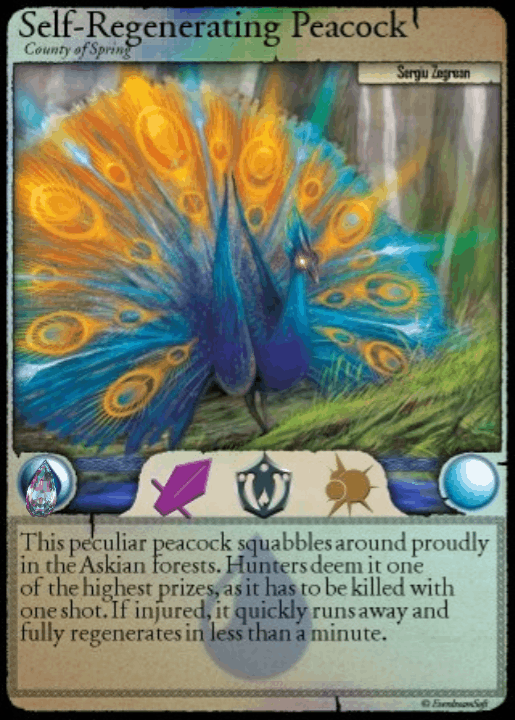 Self-Regenerating Peacock
County of Spring
Sergiu Zegrean
This peculiar peacock squabbles around proudly
in the Askian forests. Hunters deem it one
of the highest prizes, as it has to be killed with
one shot. If injured, it quickly runs away and
fully regenerates in less than a minute.
© EverdreamSoft